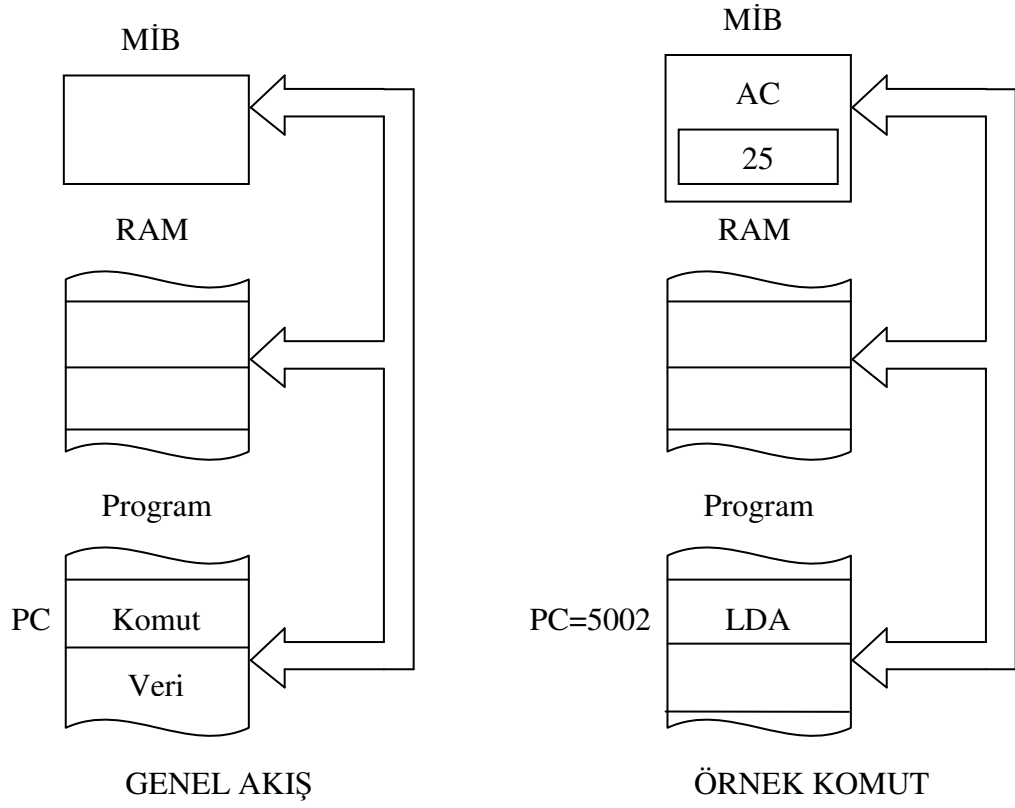 MİB
RAM
Program
PC
Komut
Veri
GENEL AKIŞ
MİB
AC
25
RAM
Program
PC=5002
LDA
ÖRNEK KOMUT